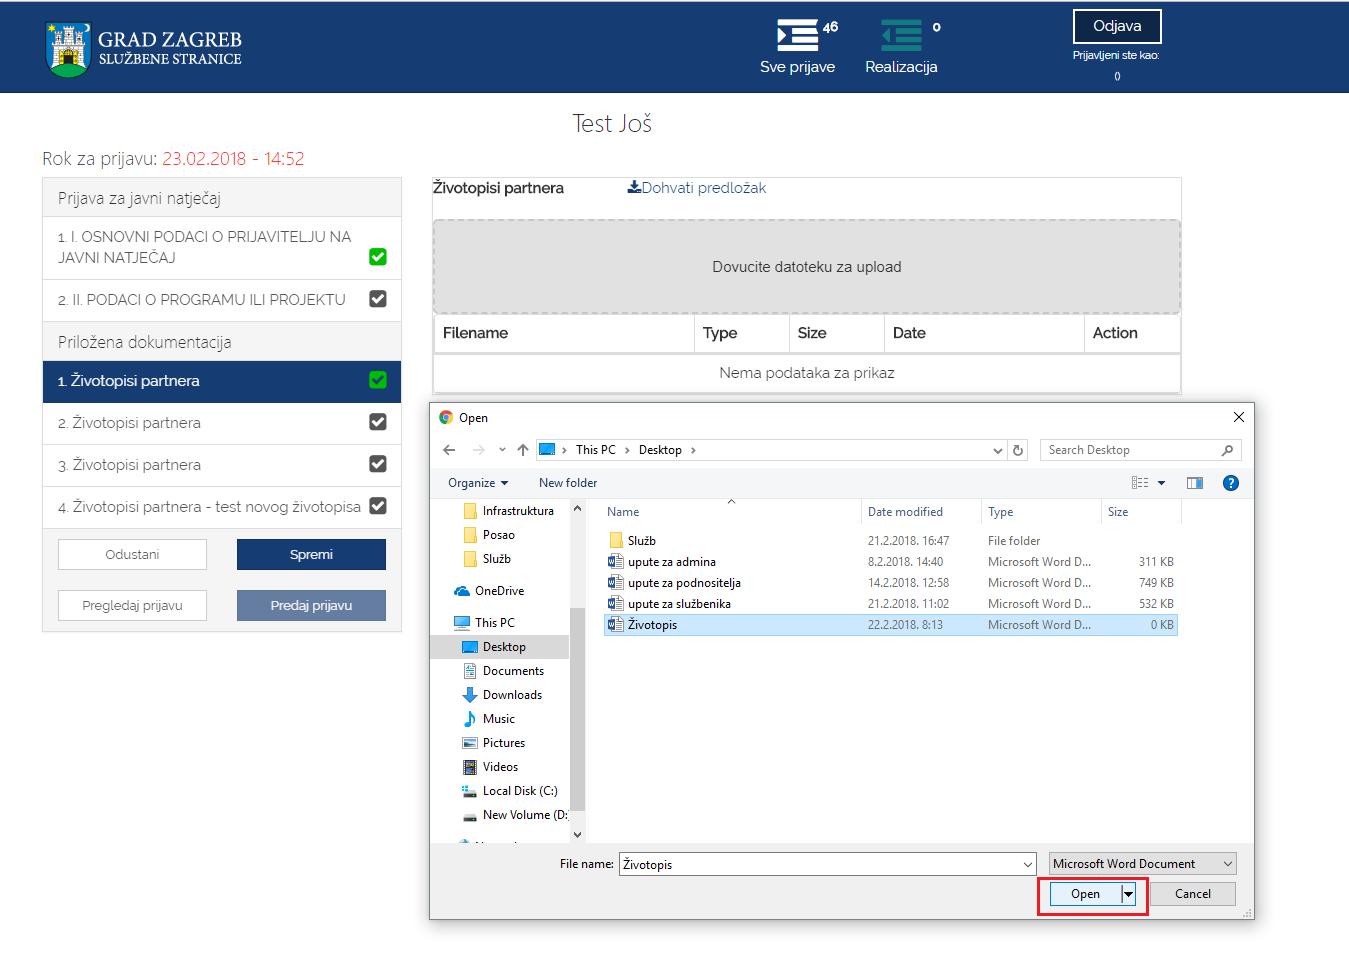 GRAD ZAGREB
SLUŽBENE STRANICE
46
Sve prijave
0
Realizacija
Odjava
Prijavljeni ste kao:
()
Test Još
Rok za prijavu: 23.02.2018 - 14:52
Prijava za javni natječaj
1. I. OSNOVNI PODACI O PRIJAVITELJU NA
JAVNI NATJEČAJ
2. II. PODACI O PROGRAMU ILI PROJEKTU
Priložena dokumentacija
1. Životopisi partnera
2. Životopisi partnera
3. Životopisi partnera
4. Životopisi partnera - test novog životopisa
Odustani Spremi
Pregledaj prijavu Predaj prijavu
Životopisi partnera Dohvati predložak
Dovucite datoteku za upload
Filename Type Size Date Action
Nema podataka za prikaz
Open
This PC Desktop Search Desktop
Organize New folder ?
Infrastruktura
Posao
Služb
OneDrive
This PC
Desktop
Documents
Downloads
Music
Pictures
Videos
Local Disk (C:)
New Volume (D:)
Name Date modified Type Size
Služb 21.2.2018. 16:47 File folder
upute za admina 8.2.2018. 14:40 Microsoft Word D... 311 KB
upute za podnositelja 14.2.2018. 12:58 Microsoft Word D... 749 KB
upute za službenika 21.2.2018. 11:02 Microsoft Word D... 532 KB
Životopis 22.2.2018. 8:13 Microsoft Word D... 0 KB
File name: Životopis Microsoft Word Document
Open Cancel